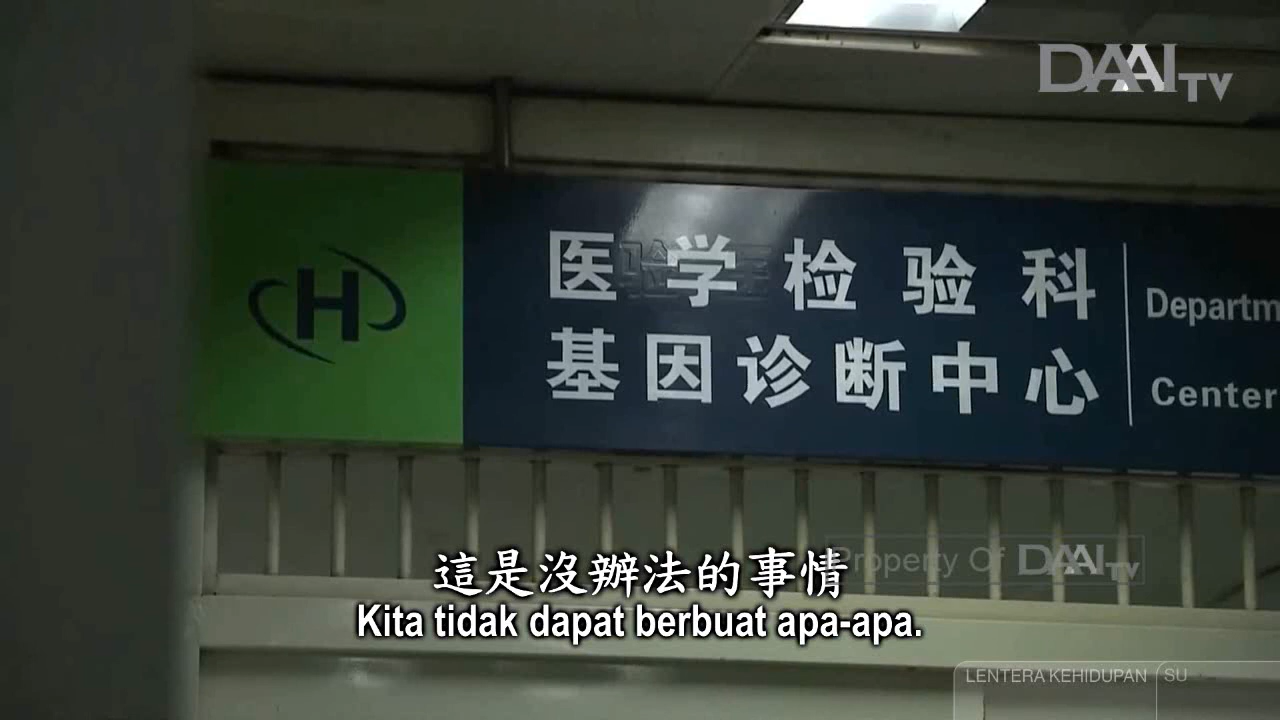 DAAI TV
H
医学检验科
基因诊断中心
Departm
Center
這是沒辦法的事情
Property Of DAAI TV
Kita tidak dapat berbuat apa-apa.
LENTERA KEHIDUPAN SU